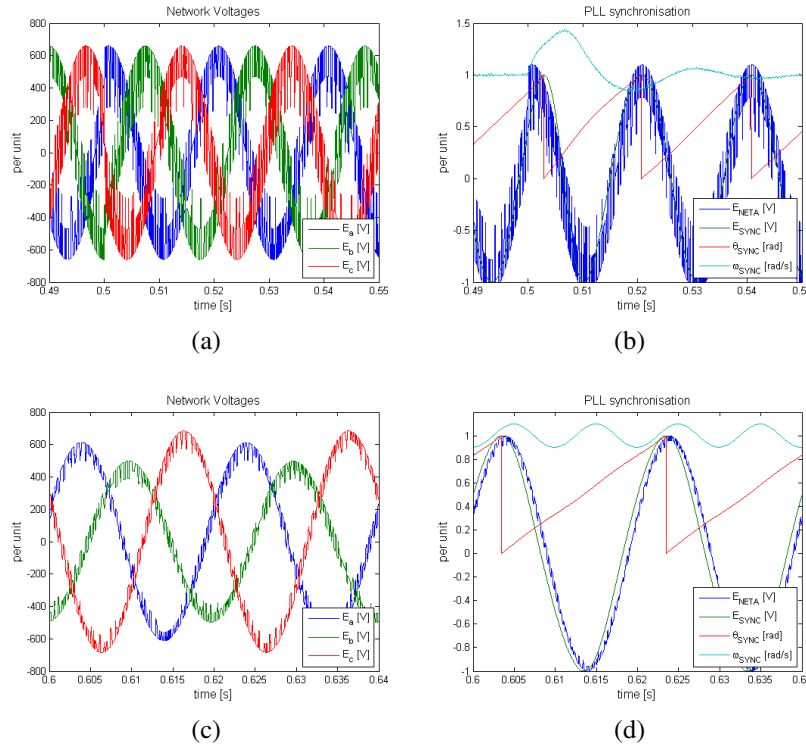 Network Voltages
800
600
400
200
0
-200
-400
-600
-800
per unit
0.49 0.5 0.51 0.52 0.53 0.54 0.55
time [s]
E_a [V]
E_b [V]
E_c [V]
(a)
PLL synchronisation
1.5
1
0.5
0
-0.5
-1
per unit
0.49 0.5 0.51 0.52 0.53 0.54 0.5
time [s]
E_NETA [V]
E_SYNC [V]
θ_SYNC [rad]
ω_SYNC [rad/s]
(b)
Network Voltages
800
600
400
200
0
-200
-400
-600
-800
per unit
0.6 0.605 0.61 0.615 0.62 0.625 0.63 0.635 0.64
time [s]
E_a [V]
E_b [V]
E_c [V]
(c)
PLL synchronisation
1.2
1
0.8
0.6
0.4
0.2
0
-0.2
-0.4
-0.6
-0.8
-1
per unit
0.6 0.605 0.61 0.615 0.62 0.625 0.63 0.635 0.6
time [s]
E_NETA [V]
E_SYNC [V]
θ_SYNC [rad]
ω_SYNC [rad/s]
(d)